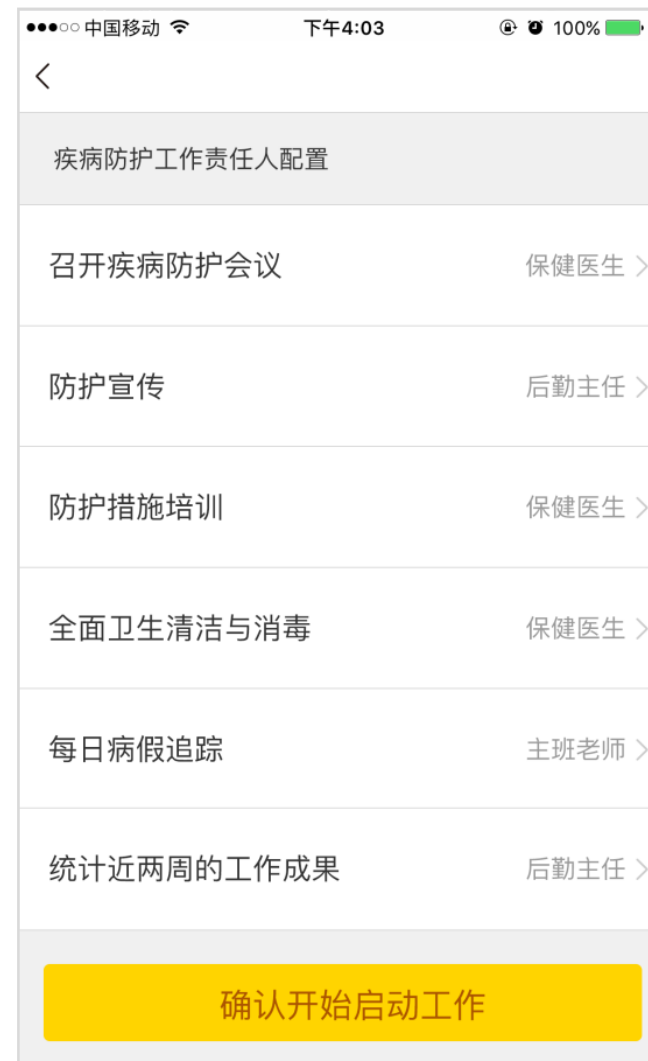 中国移动 下午4:03 100%
疾病防护工作责任人配置
召开疾病防护会议 保健医生
防护宣传 后勤主任
防护措施培训 保健医生
全面卫生清洁与消毒 保健医生
每日病假追踪 主班老师
统计近两周的工作成果 后勤主任
确认开始启动工作